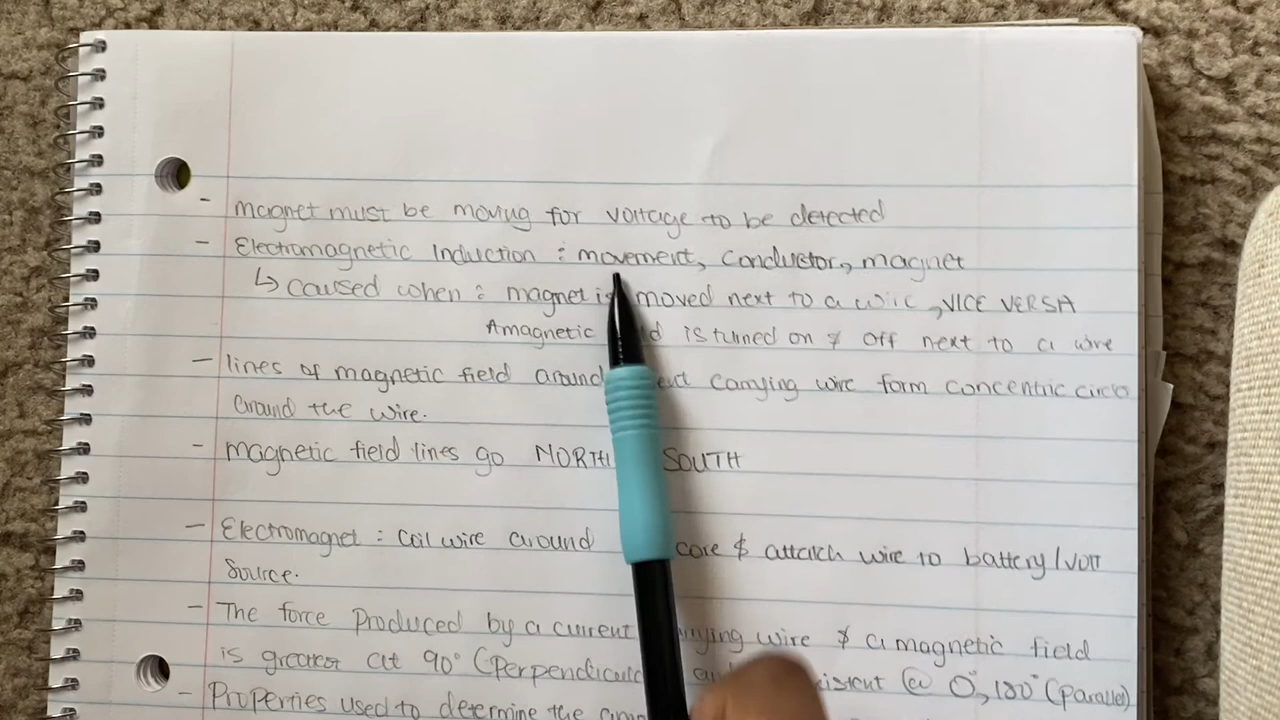 - magnet must be moving for voltage to be detected
- Electromagnetic Induction : movement, conductor, magnet
↳ caused when : magnet is moved next to a wire, VICE VERSA
A magnetic is turned on & off next to a wire
- lines of magnetic field around carrying wire form concentric circ
around the wire.
- magnetic field lines go NORTH SOUTH
- Electromagnet : coil wire around core & attatch wire to battery/volt
source.
- The force produced by a current wire & a magnetic field
is greater at 90° (Perpendicular @ 0°, 180° (parallel)
- Properties used to determine the